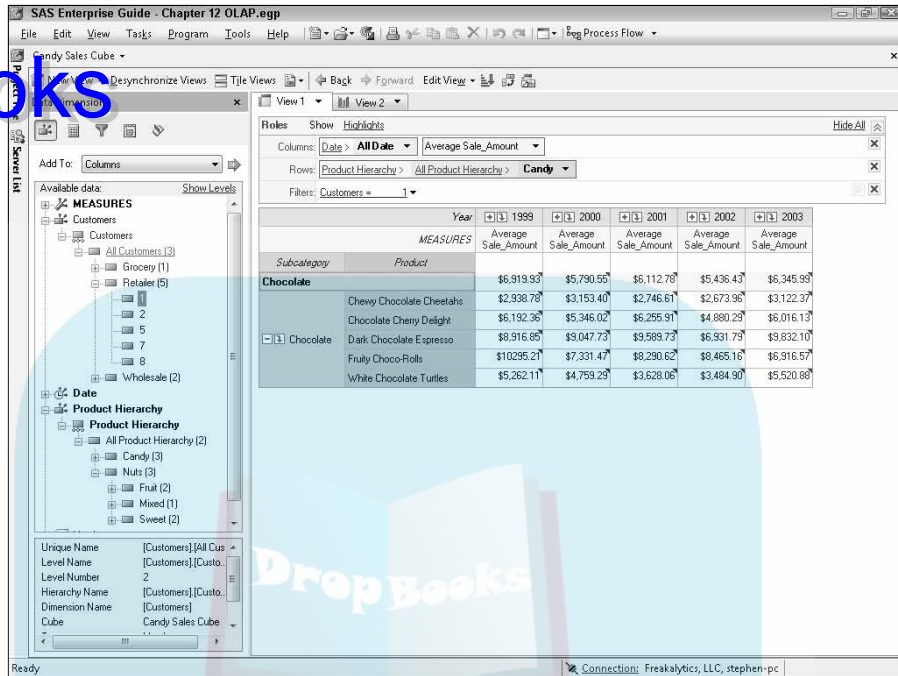 SAS Enterprise Guide - Chapter 12 OLAP.egp
File Edit View Tasks Program Tools Help Process Flow
Candy Sales Cube
oks
Desynchronize Views Tile Views Back Forward Edit View
View 1 View 2
Server List
Add To: Columns
Available data: Show Levels
MEASURES
Customers
Customers
All Customers (3)
Grocery (1)
Retailer (5)
1
2
5
7
8
Wholesale (2)
Date
Product Hierarchy
Product Hierarchy
All Product Hierarchy (2)
Candy (3)
Nuts (3)
Fruit (2)
Mixed (1)
Sweet (2)
Unique Name [Customers].[All Cus
Level Name [Customers].[Custo..
Level Number 2
Hierarchy Name [Customers].[Custo..
Dimension Name [Customers]
Cube Candy Sales Cube
Roles Show Highlights Hide All
Columns: Date > All Date Average Sale_Amount
Rows: Product Hierarchy > All Product Hierarchy > Candy
Filters: Customers = 1
Year 1999 2000 2001 2002 2003
MEASURES Average Sale_Amount Average Sale_Amount Average Sale_Amount Average Sale_Amount Average Sale_Amount
Subcategory Product
Chocolate $6,919.93 $5,790.55 $6,112.78 $5,436.43 $6,345.99
Chocolate
Chewy Chocolate Cheetahs $2,938.78 $3,153.40 $2,746.61 $2,673.96 $3,122.37
Chocolate Cherry Delight $6,192.36 $5,346.02 $6,255.91 $4,880.29 $6,016.13
Dark Chocolate Espresso $8,916.85 $9,047.73 $9,589.73 $6,931.79 $9,832.10
Fruity Choco-Rolls $10295.21 $7,331.47 $8,290.62 $8,465.16 $6,916.57
White Chocolate Turtles $5,262.11 $4,759.29 $3,628.06 $3,484.90 $5,520.88
DropBooks
Ready Connection: Freakalytics, LLC, stephen-pc